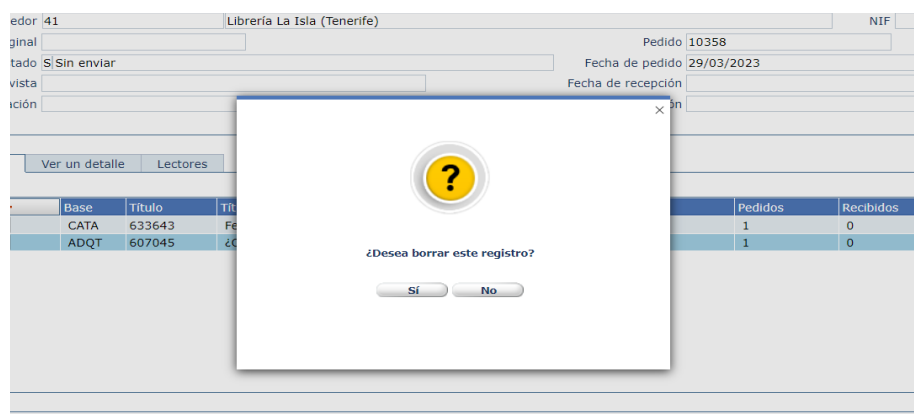 edor 41 Librería La Isla (Tenerife) NIF
ginal Pedido 10358
tado S Sin enviar Fecha de pedido 29/03/2023
vista Fecha de recepción
ación ón
×
?
Ver un detalle Lectores
Base Título Tít Pedidos Recibidos
CATA 633643 Fe 1 0
ADQT 607045 ¿C 1 0
¿Desea borrar este registro?
Sí No